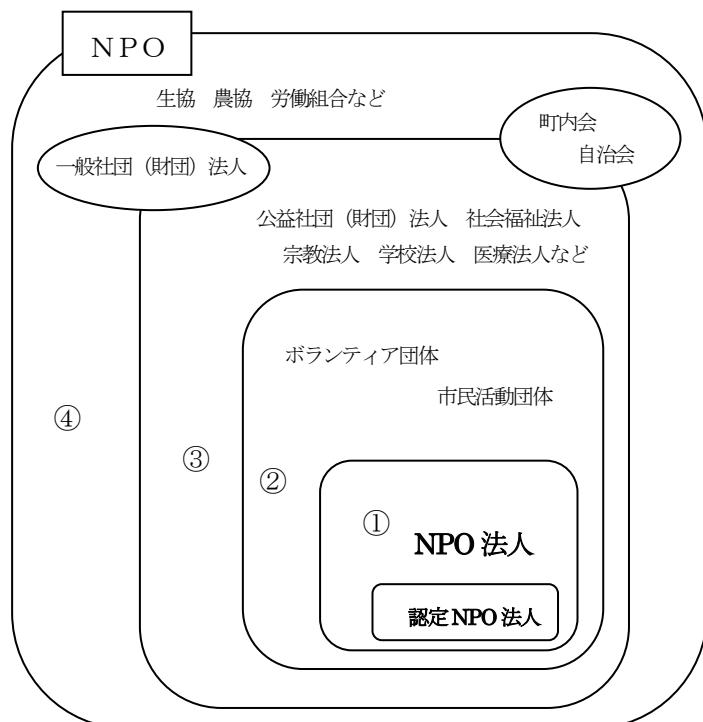 ＮＰＯ
生協　農協　労働組合など
町内会
自治会
一般社団（財団）法人
公益社団（財団）法人　社会福祉法人
宗教法人　学校法人　医療法人など
ボランティア団体
市民活動団体
④
③
②
①
NPO 法人
認定 NPO 法人